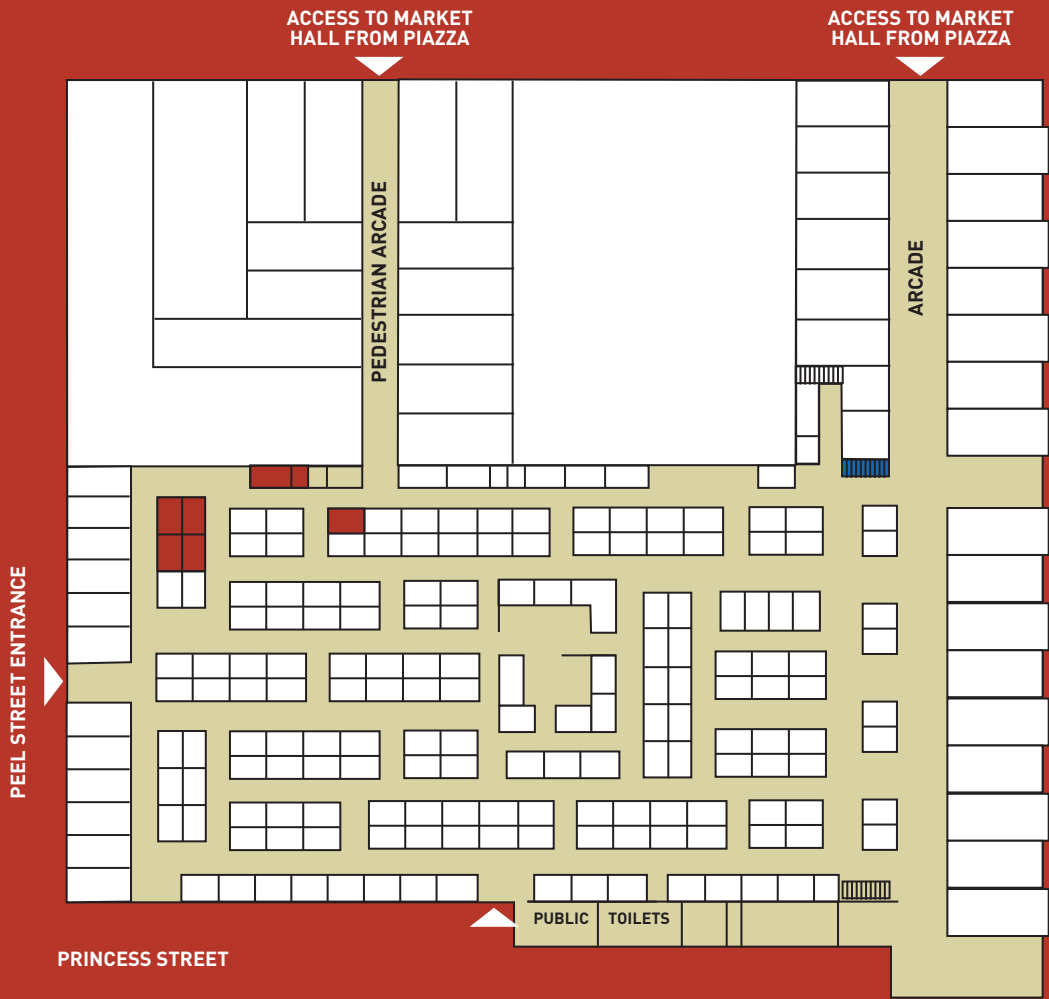 ACCESS TO MARKET
HALL FROM PIAZZA
ACCESS TO MARKET
HALL FROM PIAZZA
PEDESTRIAN ARCADE
ARCADE
PEEL STREET ENTRANCE
PUBLIC TOILETS
PRINCESS STREET